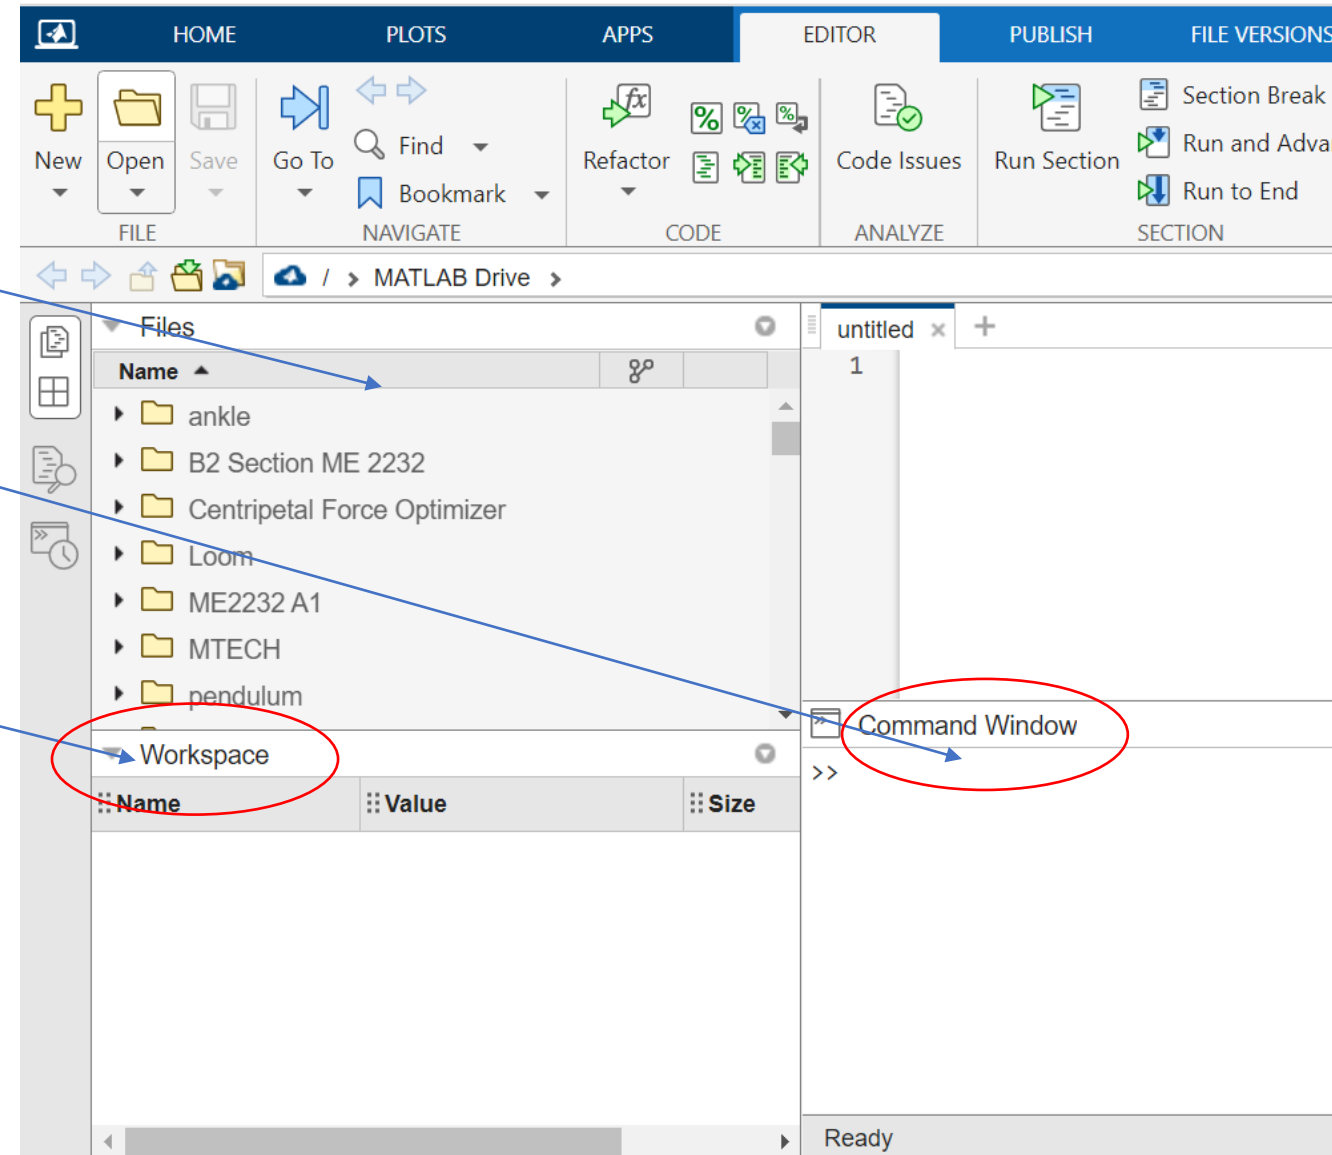 HOME PLOTS APPS EDITOR PUBLISH FILE VERSIONS
New Open Save Go To Find Bookmark Refactor Code Issues Run Section Section Break
Run and Adva
Run to End
FILE NAVIGATE CODE ANALYZE SECTION
/ > MATLAB Drive >
Files
Name
ankle
B2 Section ME 2232
Centripetal Force Optimizer
Loom
ME2232 A1
MTECH
pendulum
Workspace
Name Value Size
untitled × +
1
Command Window
>>
Ready